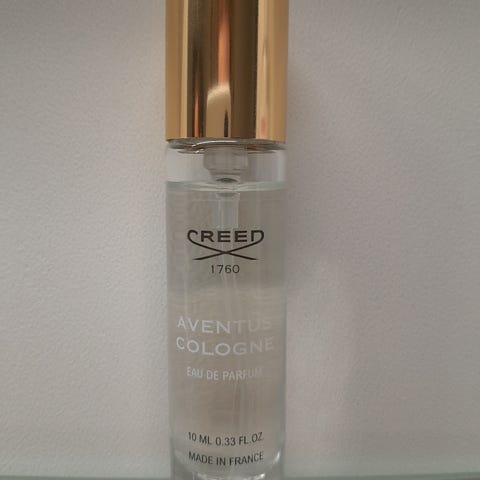 CREED
1760
AVENTUS
COLOGNE
EAU DE PARFUM
10 ML 0.33 FL.OZ.
MADE IN FRANCE